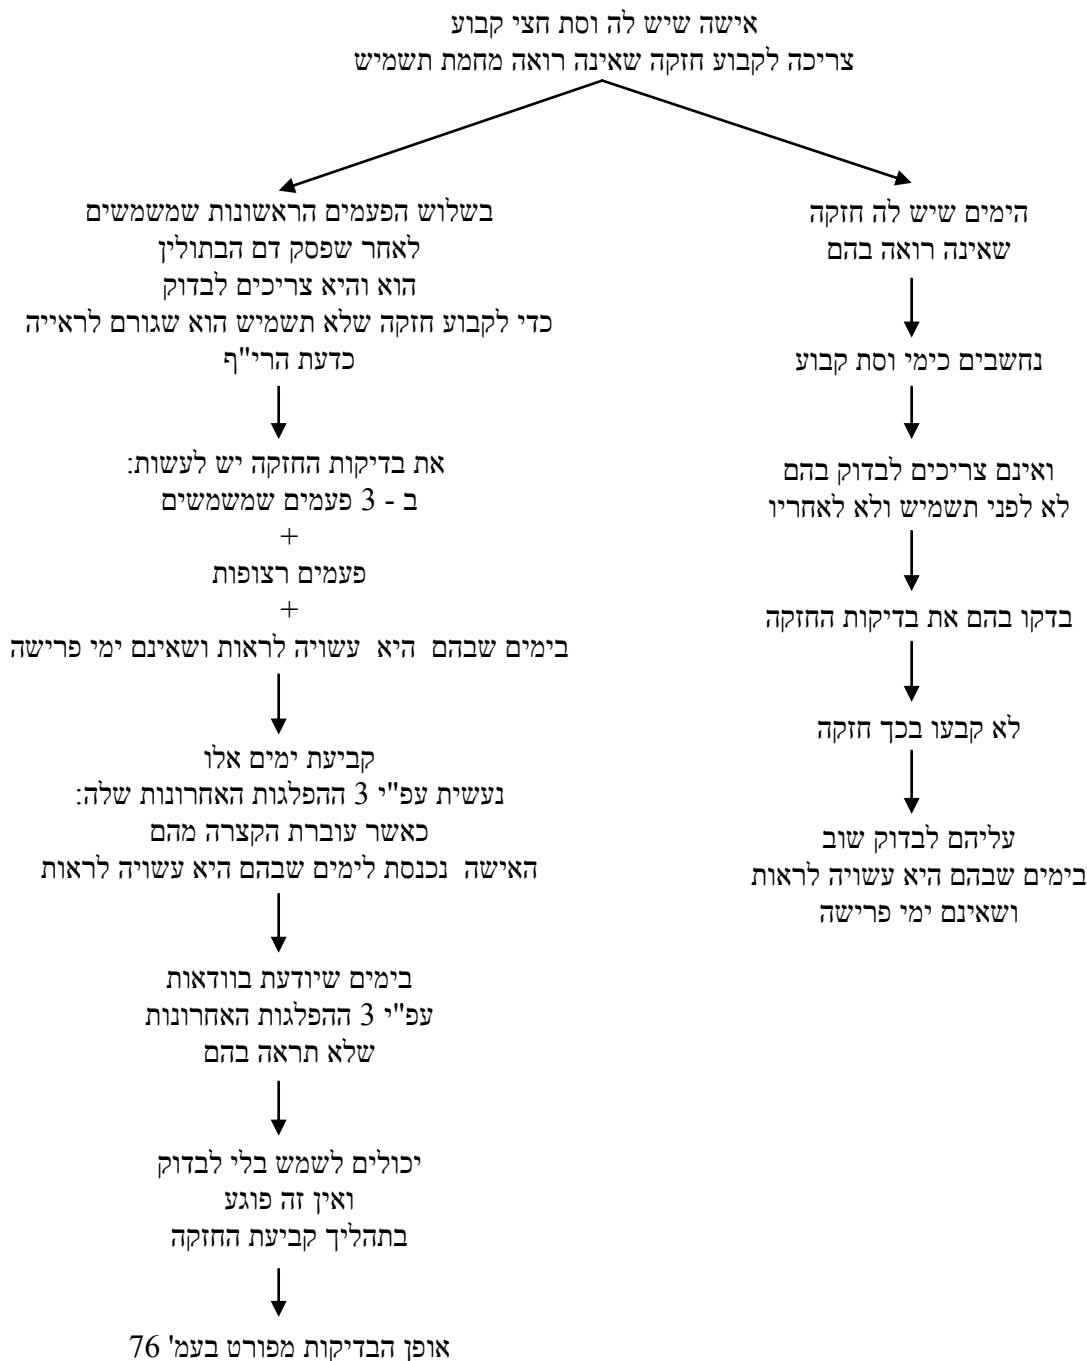 אישה שיש לה וסת חצי קבוע
צריכה לקבוע חזקה שאינה רואה מחמת תשמיש
הימים שיש לה חזקה
שאינה רואה בהם
נחשבים כימי וסת קבוע
ואינם צריכים לבדוק בהם
לא לפני תשמיש ולא לאחריו
בדקו בהם את בדיקות החזקה
לא קבעו בכך חזקה
עליהם לבדוק שוב
בימים שבהם היא עשויה לראות
ושאינם ימי פרישה
בשלוש הפעמים הראשונות שמשמשים
לאחר שפסק דם הבתולין
הוא והיא צריכים לבדוק
כדי לקבוע חזקה שלא תשמיש הוא שגורם לראייה
כדעת הרי"ף
את בדיקות החזקה יש לעשות:
ב - 3 פעמים שמשמשים
+
פעמים רצופות
+
בימים שבהם היא עשויה לראות ושאינם ימי פרישה
קביעת ימים אלו
נעשית עפ"י 3 ההפלגות האחרונות שלה:
כאשר עוברת הקצרה מהם
האישה נכנסת לימים שבהם היא עשויה לראות
בימים שיודעת בוודאות
עפ"י 3 ההפלגות האחרונות
שלא תראה בהם
יכולים לשמש בלי לבדוק
ואין זה פוגע
בתהליך קביעת החזקה
אופן הבדיקות מפורט בעמ' 76